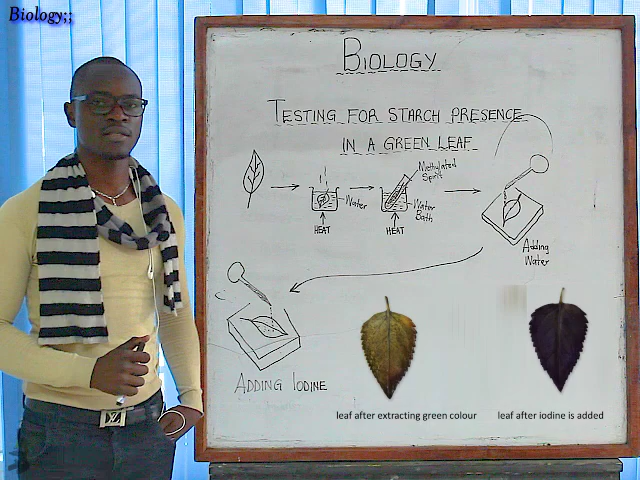 Biology;;
BIOLOGY
TESTING FOR STARCH PRESENCE
IN A GREEN LEAF
Methylated
Spirit
Water
Water
Bath
HEAT
HEAT
Adding
Water
ADDING IODINE
leaf after extracting green colour
leaf after iodine is added